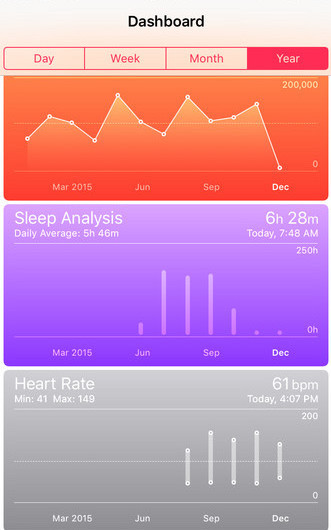 Dashboard
Day Week Month Year
200,000
0
Mar 2015 Jun Sep Dec
Sleep Analysis 6h 28m
Daily Average: 5h 46m Today, 7:48 AM
250h
0h
Mar 2015 Jun Sep Dec
Heart Rate 61 bpm
Min: 41 Max: 149 Today, 4:07 PM
200
0
Mar 2015 Jun Sep Dec